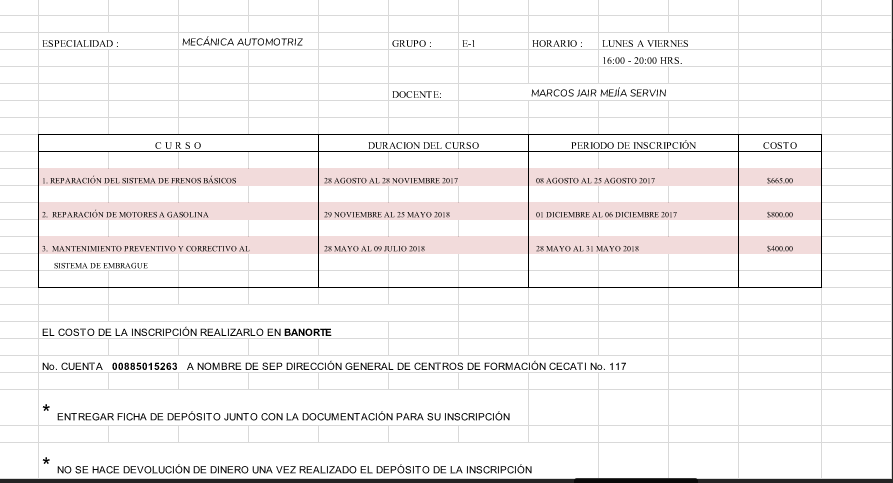 ESPECIALIDAD : MECÁNICA AUTOMOTRIZ GRUPO : E-1 HORARIO : LUNES A VIERNES
16:00 - 20:00 HRS.
DOCENTE: MARCOS JAIR MEJÍA SERVIN
C U R S O DURACION DEL CURSO PERIODO DE INSCRIPCIÓN COSTO
1. REPARACIÓN DEL SISTEMA DE FRENOS BÁSICOS 28 AGOSTO AL 28 NOVIEMBRE 2017 08 AGOSTO AL 25 AGOSTO 2017 $665.00
2. REPARACIÓN DE MOTORES A GASOLINA 29 NOVIEMBRE AL 25 MAYO 2018 01 DICIEMBRE AL 06 DICIEMBRE 2017 $800.00
3. MANTENIMIENTO PREVENTIVO Y CORRECTIVO AL 28 MAYO AL 09 JULIO 2018 28 MAYO AL 31 MAYO 2018 $400.00
SISTEMA DE EMBRAGUE
EL COSTO DE LA INSCRIPCIÓN REALIZARLO EN BANORTE
No. CUENTA 00885015263 A NOMBRE DE SEP DIRECCIÓN GENERAL DE CENTROS DE FORMACIÓN CECATI No. 117
* ENTREGAR FICHA DE DEPÓSITO JUNTO CON LA DOCUMENTACIÓN PARA SU INSCRIPCIÓN
* NO SE HACE DEVOLUCIÓN DE DINERO UNA VEZ REALIZADO EL DEPÓSITO DE LA INSCRIPCIÓN